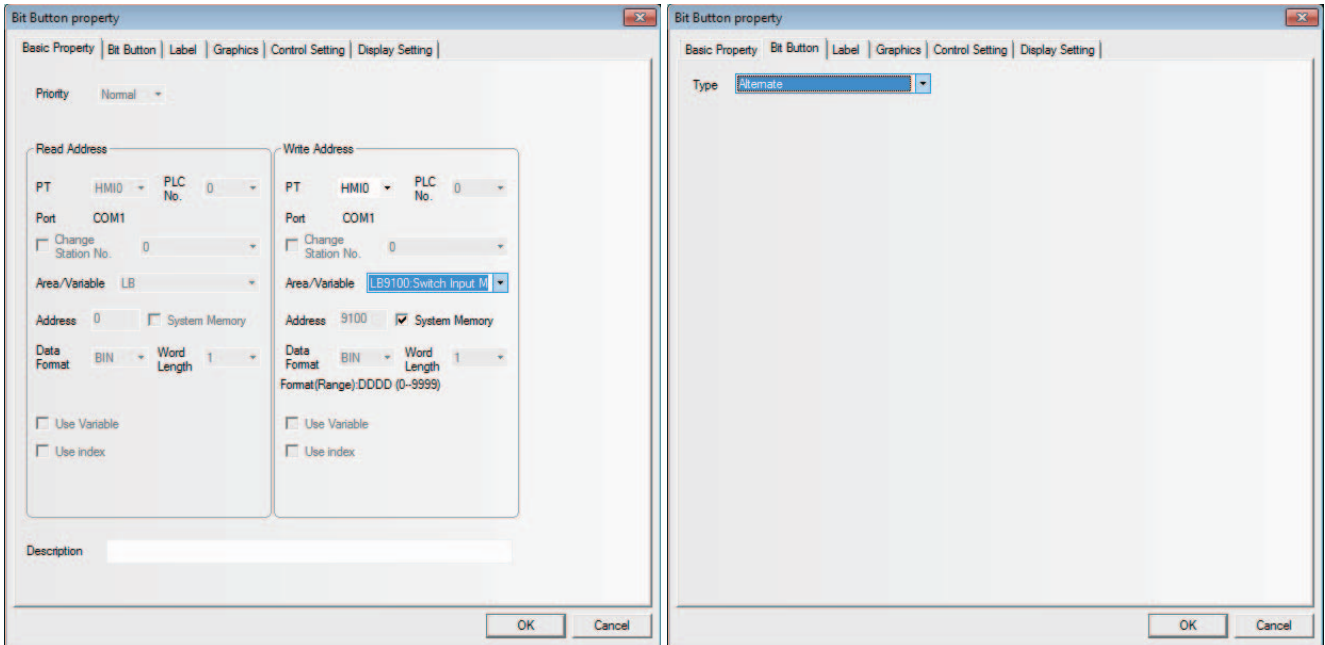 Bit Button property
Basic Property Bit Button Label Graphics Control Setting Display Setting
Priority Normal
Read Address
PT HMI0 PLC No. 0
Port COM1
Change Station No. 0
Area/Variable LB
Address 0 System Memory
Data Format BIN Word Length 1
Use Variable
Use index
Write Address
PT HMI0 PLC No. 0
Port COM1
Change Station No. 0
Area/Variable LB9100:Switch Input M
Address 9100 System Memory
Data Format BIN Word Length 1
Format(Range):DDDD (0--9999)
Use Variable
Use index
Description
OK Cancel
Bit Button property
Basic Property Bit Button Label Graphics Control Setting Display Setting
Type Alternate
OK Cancel